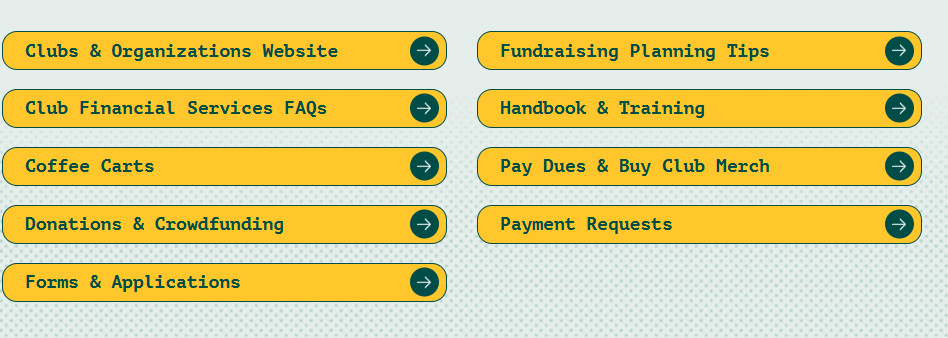 Clubs & Organizations Website
Club Financial Services FAQs
Coffee Carts
Donations & Crowdfunding
Forms & Applications
Fundraising Planning Tips
Handbook & Training
Pay Dues & Buy Club Merch
Payment Requests